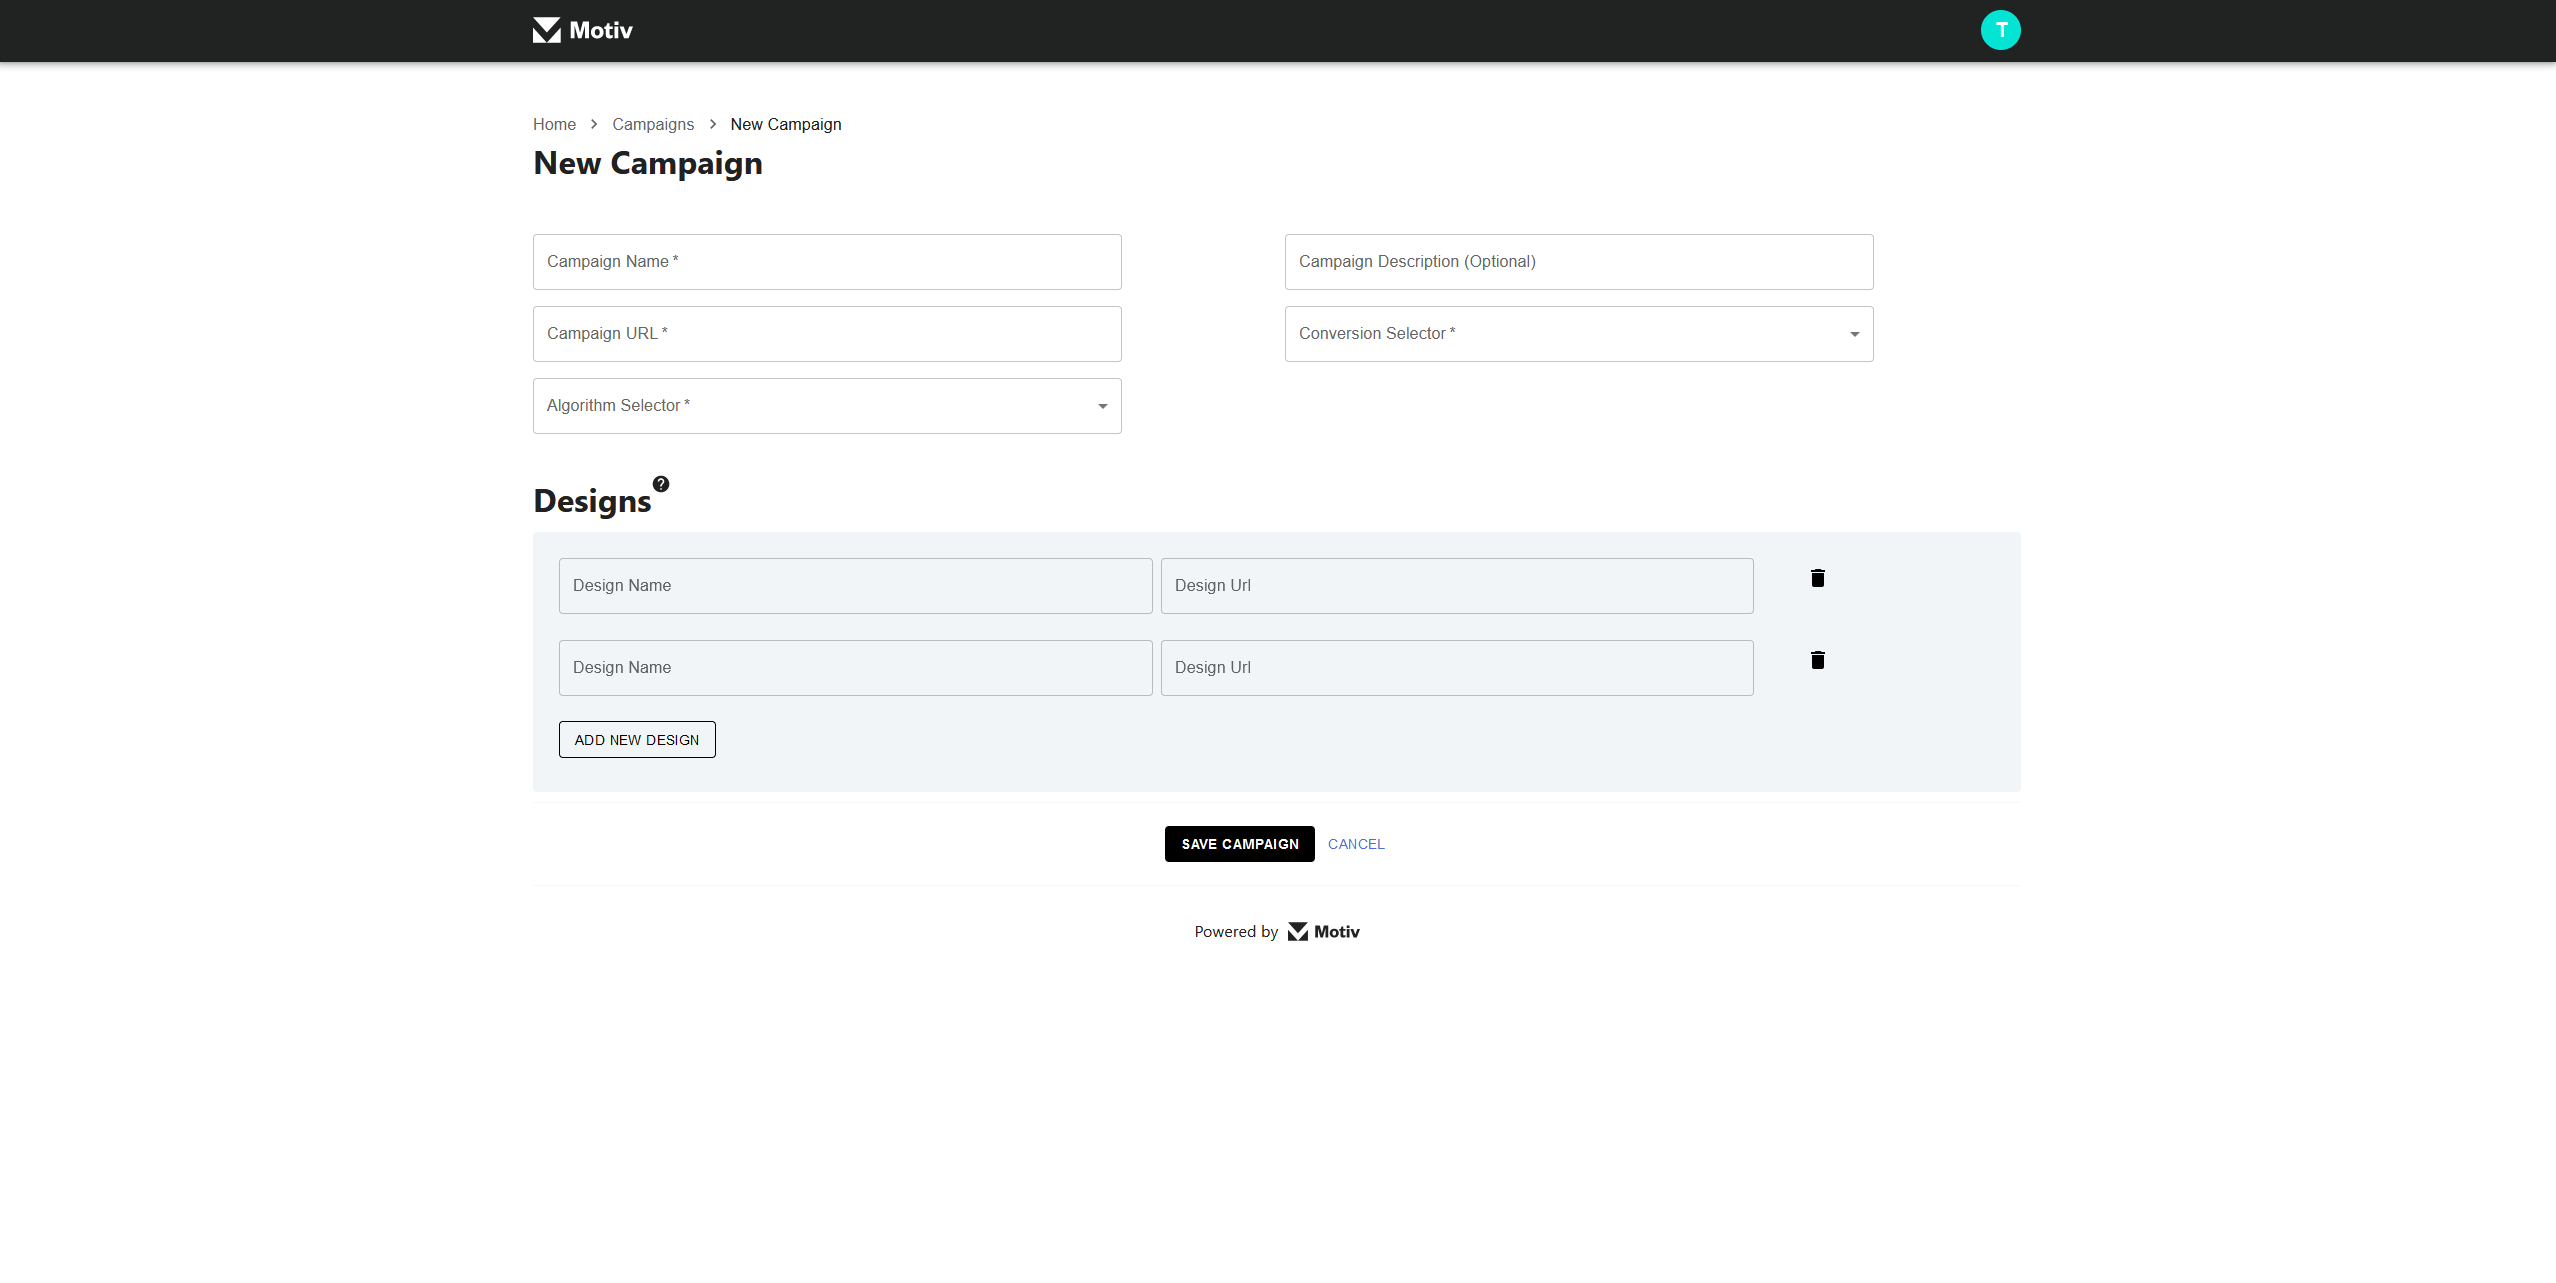 Motiv
T
Home > Campaigns > New Campaign
New Campaign
Campaign Name *
Campaign Description (Optional)
Campaign URL *
Conversion Selector *
Algorithm Selector *
Designs ?
Design Name
Design Url
Design Name
Design Url
ADD NEW DESIGN
SAVE CAMPAIGN
CANCEL
Powered by Motiv